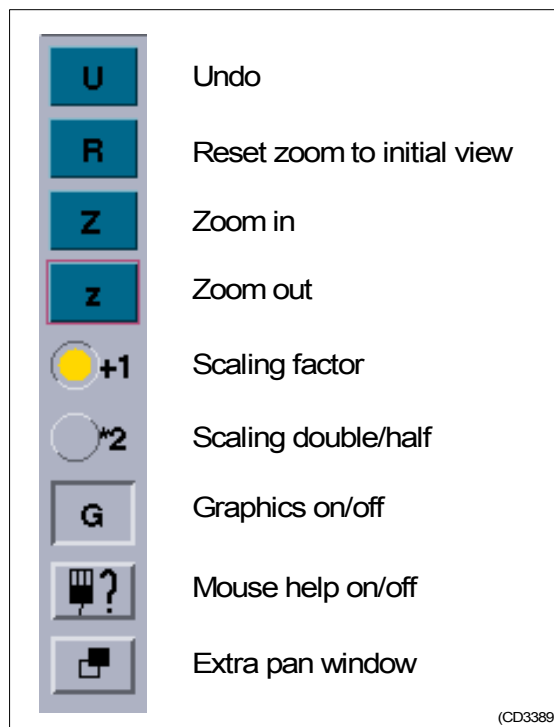 U Undo
R Reset zoom to initial view
Z Zoom in
z Zoom out
+1 Scaling factor
*2 Scaling double/half
G Graphics on/off
? Mouse help on/off
Extra pan window
(CD3389